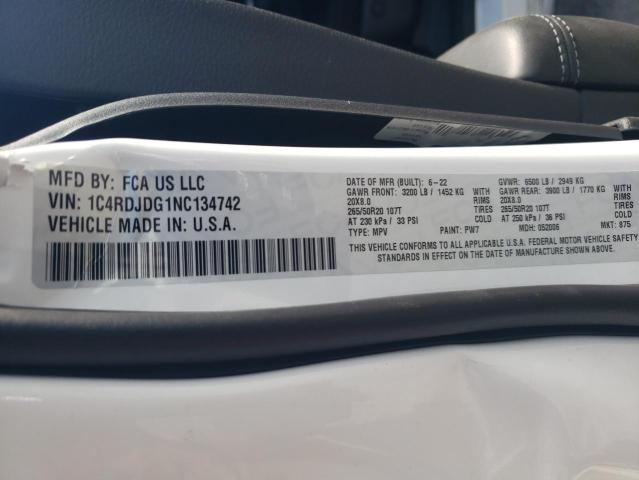 MFD BY: FCA US LLC
VIN: 1C4RDJDG1NC134742
VEHICLE MADE IN: U.S.A.
DATE OF MFR (BUILT): 6-22 GVWR: 6500 LB / 2949 KG
GAWR FRONT: 3200 LB / 1452 KG GAWR REAR: 3900 LB / 1770 KG
20X8.0 RIMS 20X8.0 RIMS
265/50R20 107T TIRES 265/50R20 107T TIRES
AT 230 kPa / 33 PSI COLD AT 250 kPa / 36 PSI COLD
TYPE: MPV PAINT: PW7 MDH: 052006 MKT: 875
THIS VEHICLE CONFORMS TO ALL APPLICABLE U.S.A. FEDERAL MOTOR VEHICLE SAFETY
STANDARDS IN EFFECT ON THE DATE OF MANUFACTURE SHOWN ABOVE.